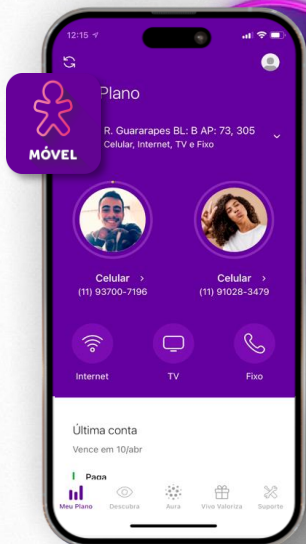 12:15
Plano
MÓVEL
R. Guararapes BL: B AP: 73, 305
Celular, Internet, TV e Fixo
Celular > Celular >
(11) 93700-7196 (11) 91028-3479
Internet TV Fixo
Última conta
Vence em 10/abr
Paga
Meu Plano Descubra Aura Vivo Valoriza Suporte